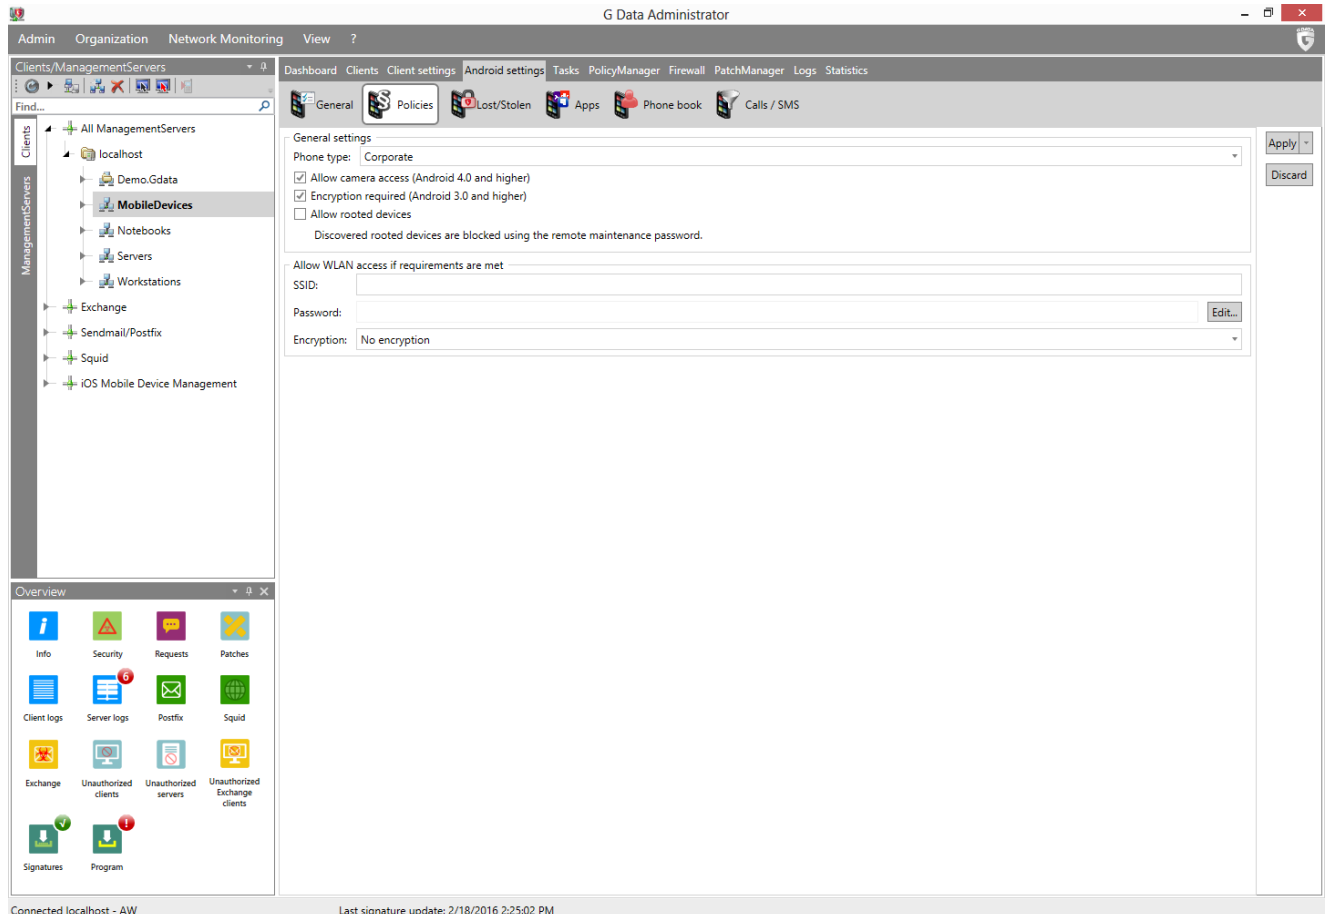 G Data Administrator
Admin Organization Network Monitoring View ?
Clients/ManagementServers
Find...
Clients
ManagementServers
All ManagementServers
localhost
Demo.Gdata
MobileDevices
Notebooks
Servers
Workstations
Exchange
Sendmail/Postfix
Squid
iOS Mobile Device Management
Dashboard Clients Client settings Android settings Tasks PolicyManager Firewall PatchManager Logs Statistics
General Policies Lost/Stolen Apps Phone book Calls / SMS
General settings
Phone type: Corporate
Allow camera access (Android 4.0 and higher)
Encryption required (Android 3.0 and higher)
Allow rooted devices
Discovered rooted devices are blocked using the remote maintenance password.
Allow WLAN access if requirements are met
SSID:
Password: Edit...
Encryption: No encryption
Apply
Discard
Overview
Info Security Requests Patches
6
Client logs Server logs Postfix Squid
Exchange Unauthorized clients Unauthorized servers Unauthorized Exchange clients
Signatures Program
Connected localhost - AW Last signature update: 2/18/2016 2:25:02 PM